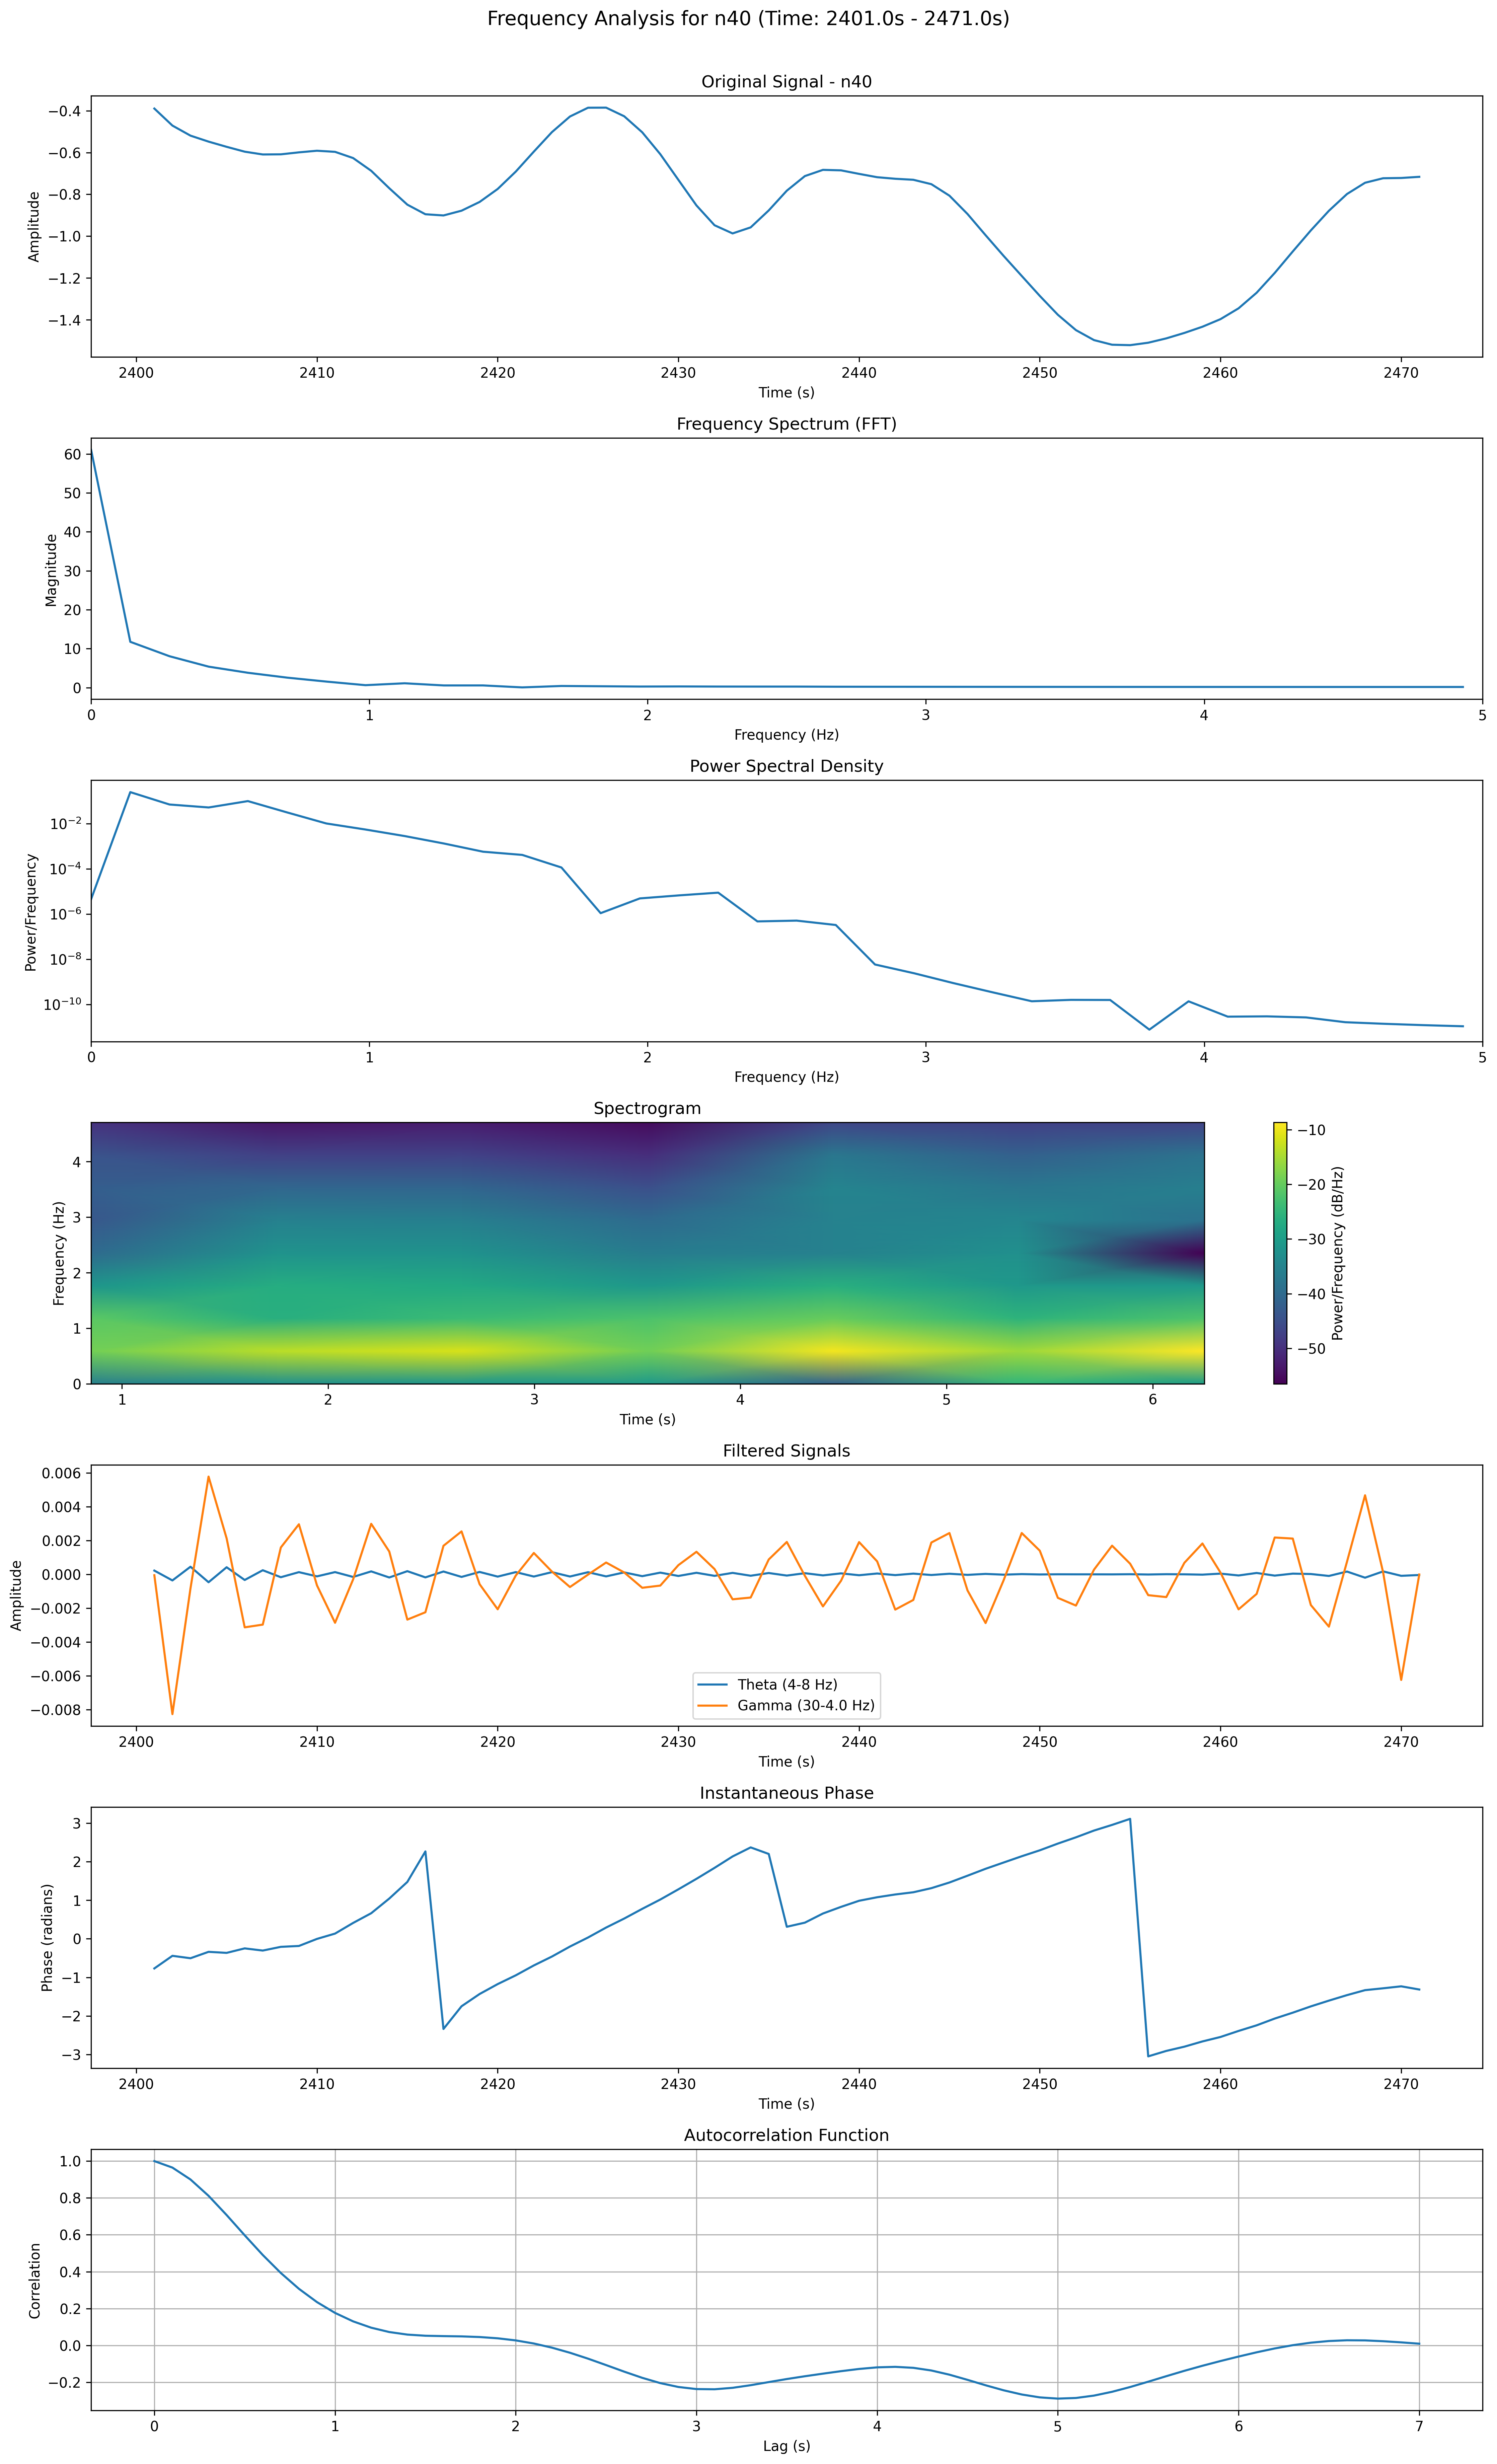 Frequency Analysis for n40 (Time: 2401.0s - 2471.0s)
Original Signal - n40
−0.4
−0.6
−0.8
−1.0
−1.2
−1.4
Amplitude
2400 2410 2420 2430 2440 2450 2460 2470
Time (s)
Frequency Spectrum (FFT)
60
50
40
30
20
10
0
Magnitude
0 1 2 3 4 5
Frequency (Hz)
Power Spectral Density
10⁻²
10⁻⁴
10⁻⁶
10⁻⁸
10⁻¹⁰
Power/Frequency
0 1 2 3 4 5
Frequency (Hz)
Spectrogram
4
3
2
1
0
Frequency (Hz)
1 2 3 4 5 6
Time (s)
−10
−20
−30
−40
−50
Power/Frequency (dB/Hz)
Filtered Signals
0.006
0.004
0.002
0.000
−0.002
−0.004
−0.006
−0.008
Amplitude
Theta (4-8 Hz)
Gamma (30-4.0 Hz)
2400 2410 2420 2430 2440 2450 2460 2470
Time (s)
Instantaneous Phase
3
2
1
0
−1
−2
−3
Phase (radians)
2400 2410 2420 2430 2440 2450 2460 2470
Time (s)
Autocorrelation Function
1.0
0.8
0.6
0.4
0.2
0.0
−0.2
Correlation
0 1 2 3 4 5 6 7
Lag (s)